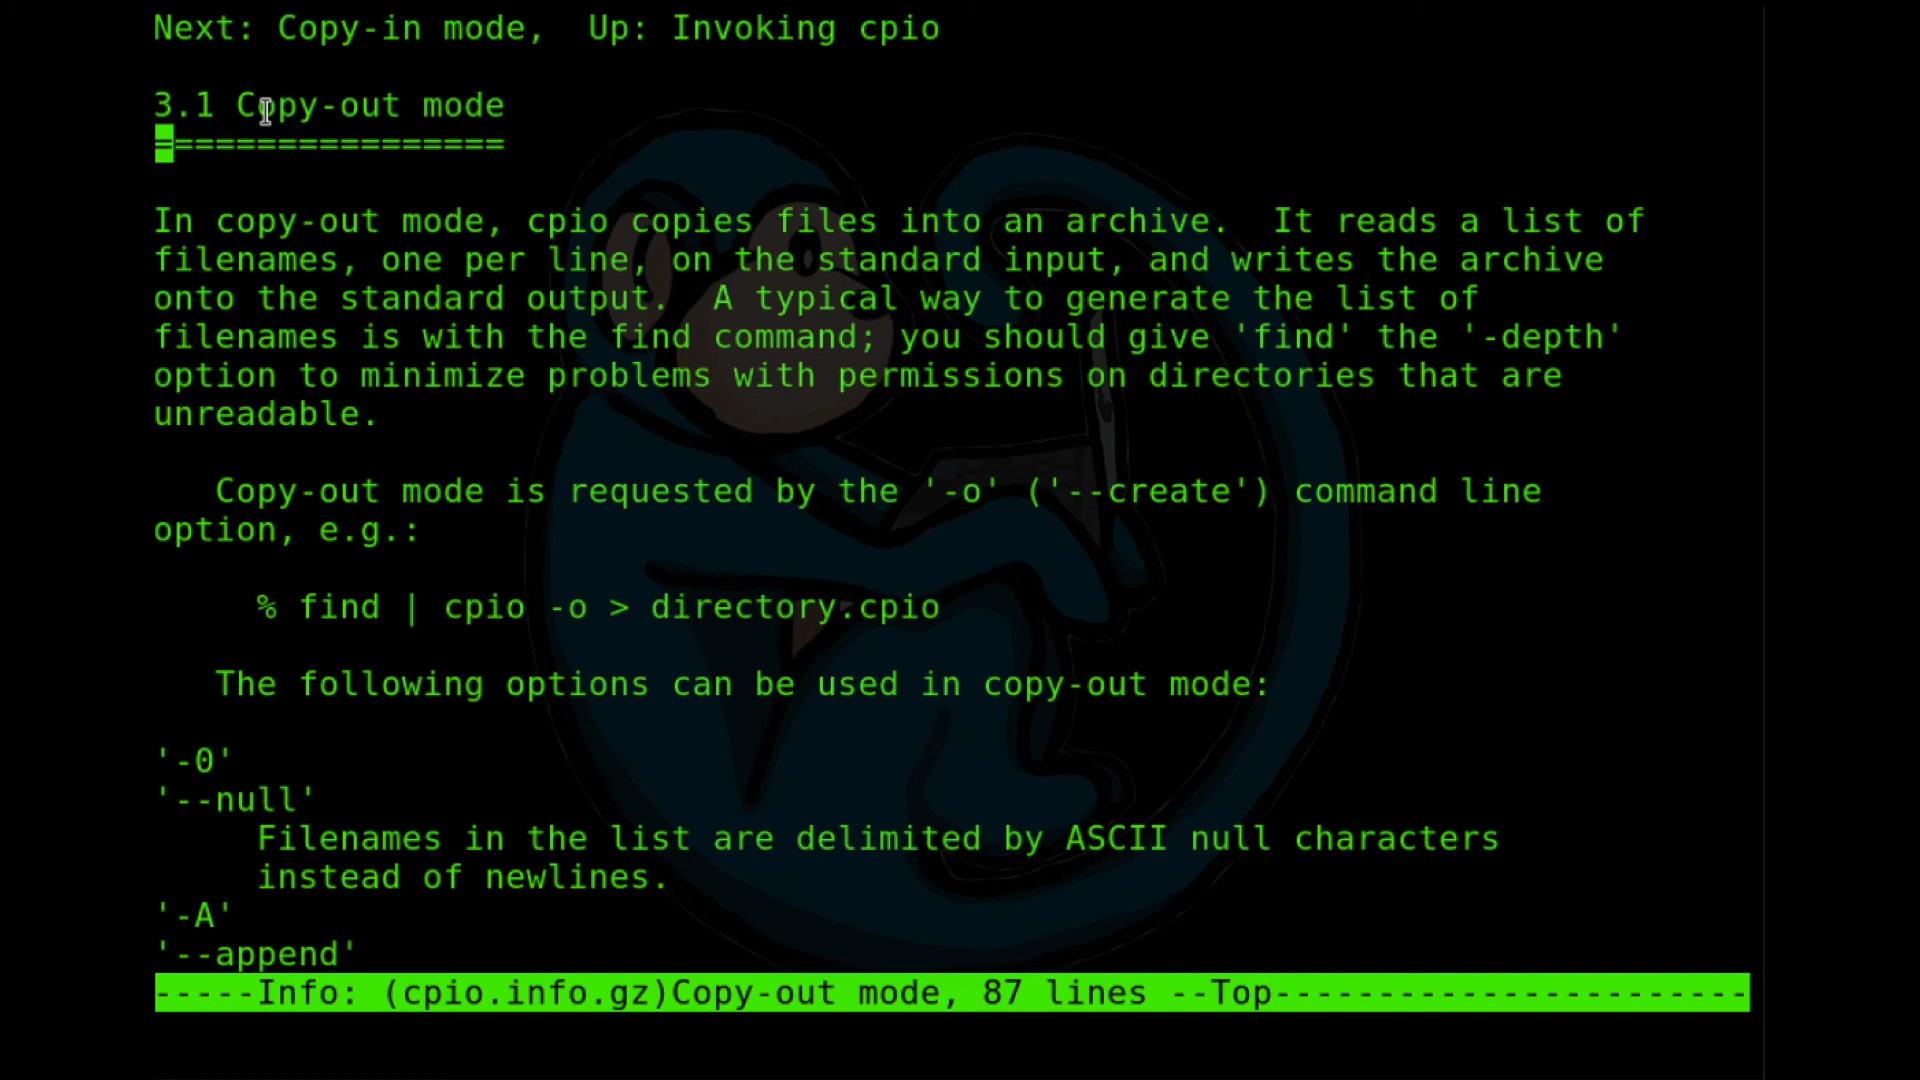 Next: Copy-in mode,  Up: Invoking cpio
3.1 Copy-out mode
=================
In copy-out mode, cpio copies files into an archive.  It reads a list of
filenames, one per line, on the standard input, and writes the archive
onto the standard output.  A typical way to generate the list of
filenames is with the find command; you should give 'find' the '-depth'
option to minimize problems with permissions on directories that are
unreadable.
Copy-out mode is requested by the '-o' ('--create') command line
option, e.g.:
% find | cpio -o > directory.cpio
The following options can be used in copy-out mode:
'-0'
'--null'
Filenames in the list are delimited by ASCII null characters
instead of newlines.
'-A'
'--append'
-----Info: (cpio.info.gz)Copy-out mode, 87 lines --Top-----------------------